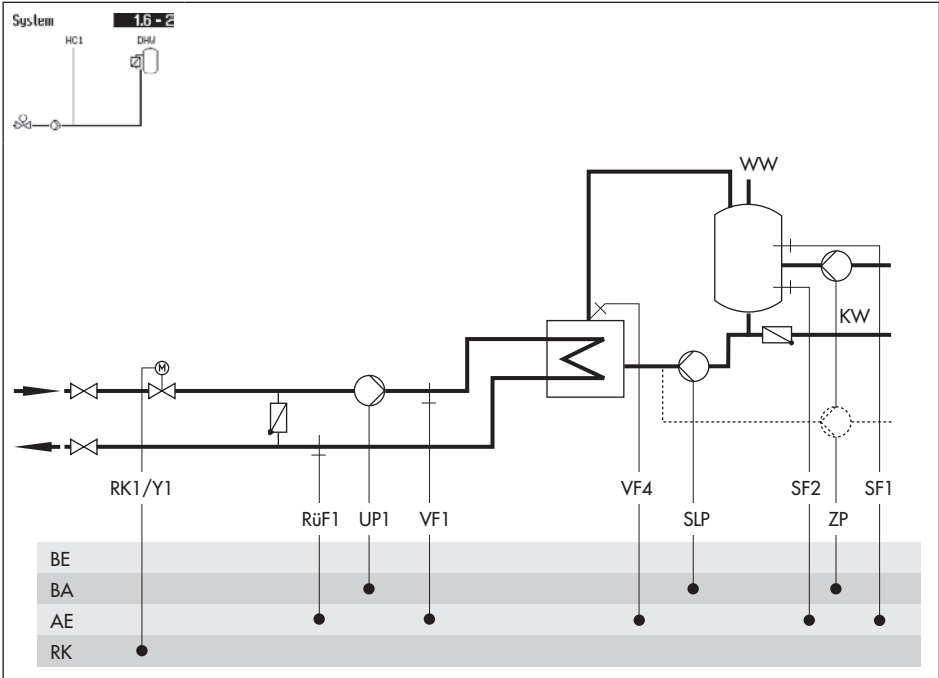 System 1.6 - 2
HC1 DHW
WW
KW
M
RK1/Y1 RüF1 UP1 VF1 VF4 SLP SF2 ZP SF1
BE
BA
AE
RK